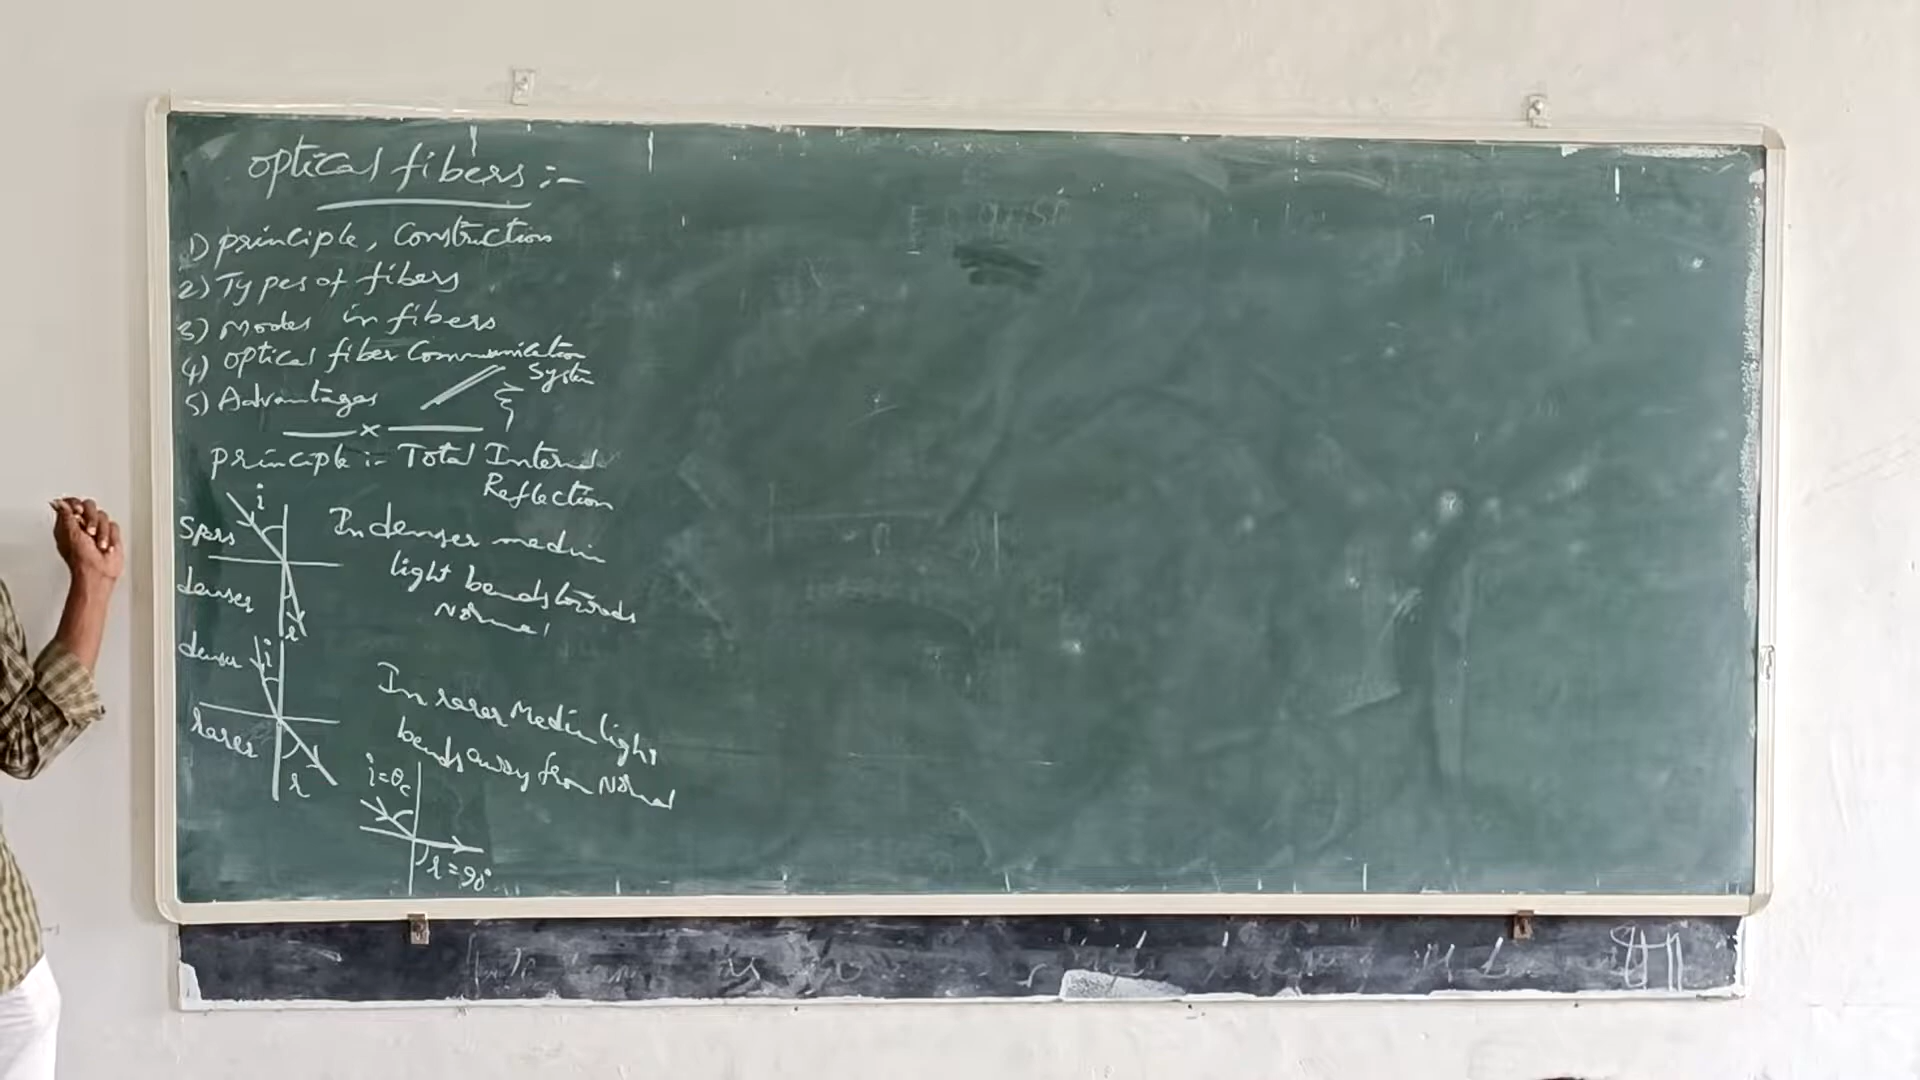 optical fibers :-
1) principle, Construction
2) Types of fibers
3) Modes in fibers
4) optical fiber Communication
System
5) Advantages
x
principle :- Total Internal
Reflection
i
denser
r
In denser medium
light bends towards
Normal
denser
i
rarer
r
In rarer Medium light
bends away from Normal
i=θc
r=90°